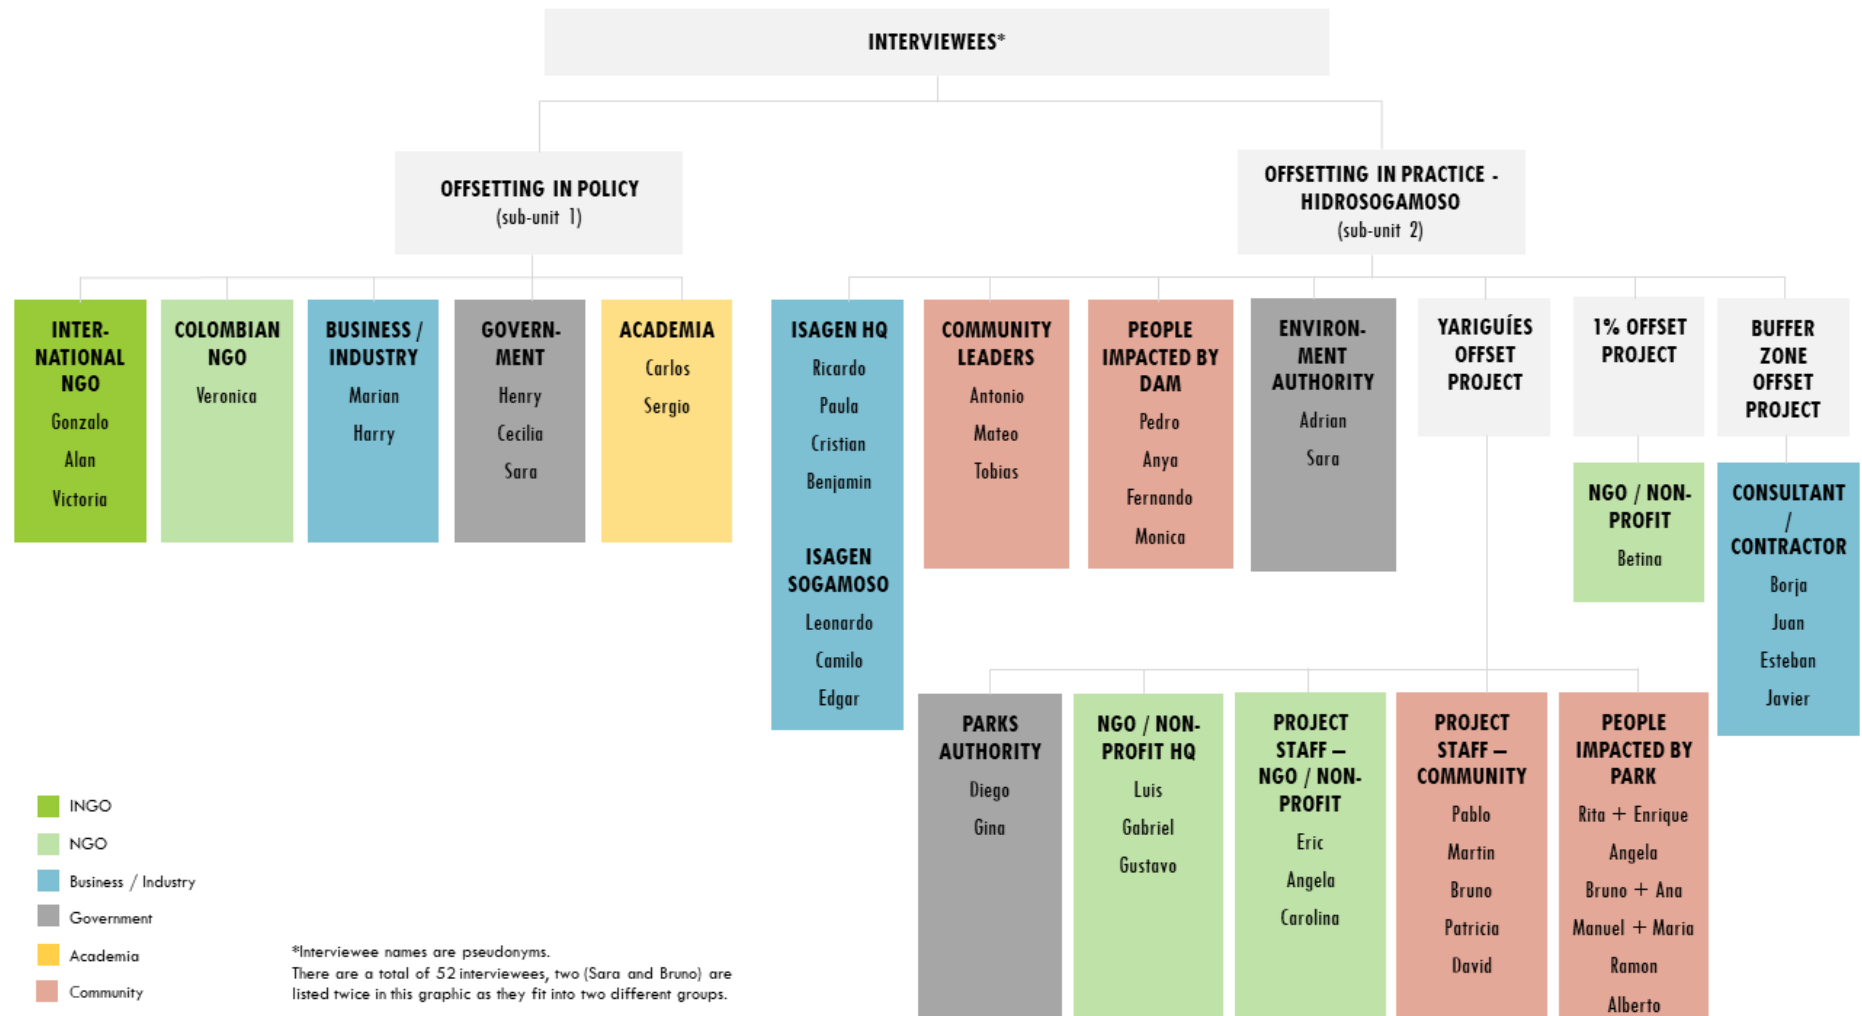 INTERVIEWEES*
OFFSETTING IN POLICY
(sub-unit 1)
OFFSETTING IN PRACTICE -
HIDROSOGAMOSO
(sub-unit 2)
INTER-
NATIONAL
NGO
Gonzalo
Alan
Victoria
COLOMBIAN
NGO
Veronica
BUSINESS /
INDUSTRY
Marian
Harry
GOVERN-
MENT
Henry
Cecilia
Sara
ACADEMIA
Carlos
Sergio
ISAGEN HQ
Ricardo
Paula
Cristian
Benjamin
ISAGEN
SOGAMOSO
Leonardo
Camilo
Edgar
COMMUNITY
LEADERS
Antonio
Mateo
Tobias
PEOPLE
IMPACTED BY
DAM
Pedro
Anya
Fernando
Monica
ENVIRON-
MENT
AUTHORITY
Adrian
Sara
YARIGUÍES
OFFSET
PROJECT
1% OFFSET
PROJECT
BUFFER
ZONE
OFFSET
PROJECT
NGO / NON-
PROFIT
Betina
CONSULTANT
/
CONTRACTOR
Borja
Juan
Esteban
Javier
PARKS
AUTHORITY
Diego
Gina
NGO / NON-
PROFIT HQ
Luis
Gabriel
Gustavo
PROJECT
STAFF –
NGO / NON-
PROFIT
Eric
Angela
Carolina
PROJECT
STAFF –
COMMUNITY
Pablo
Martin
Bruno
Patricia
David
PEOPLE
IMPACTED BY
PARK
Rita + Enrique
Angela
Bruno + Ana
Manuel + Maria
Ramon
Alberto
INGO
NGO
Business / Industry
Government
Academia
Community
*Interviewee names are pseudonyms.
There are a total of 52 interviewees, two (Sara and Bruno) are
listed twice in this graphic as they fit into two different groups.